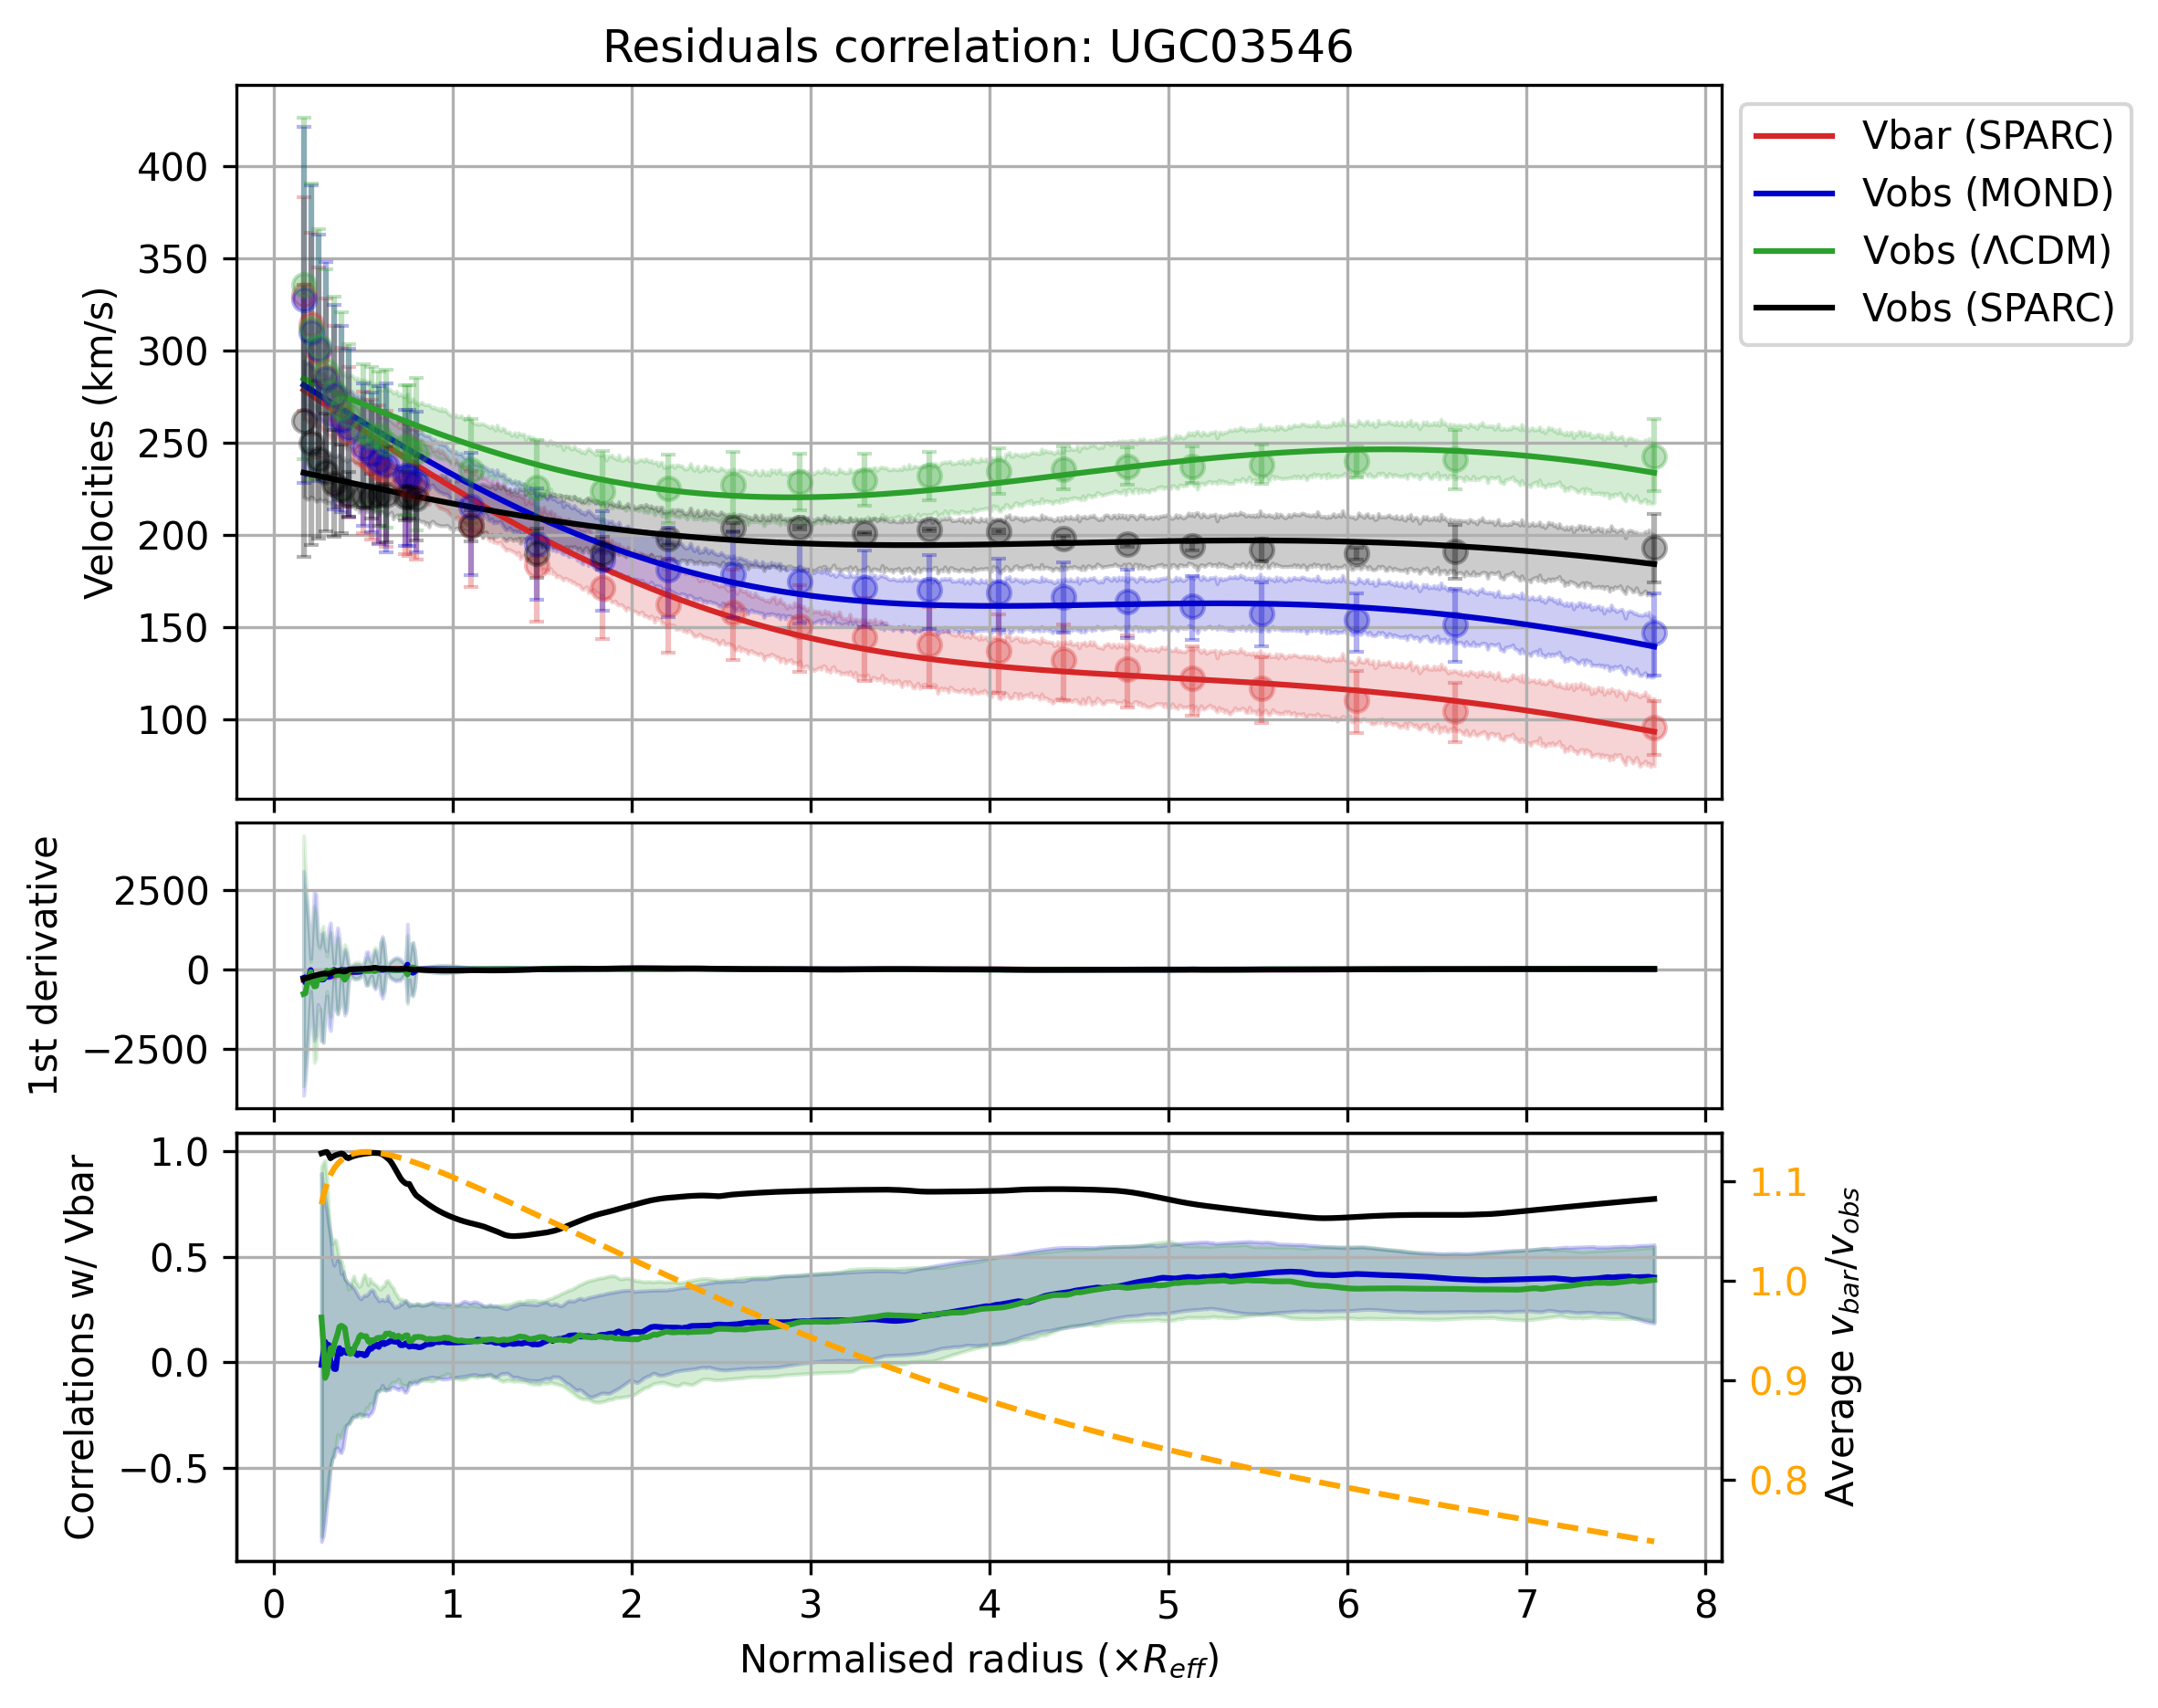 Residuals correlation: UGC03546
Velocities (km/s)
400
350
300
250
200
150
100
Vbar (SPARC)
Vobs (MOND)
Vobs (ΛCDM)
Vobs (SPARC)
1st derivative
2500
0
−2500
Correlations w/ Vbar
1.0
0.5
0.0
−0.5
1.1
1.0
0.9
0.8
Average v_bar/v_obs
0 1 2 3 4 5 6 7 8
Normalised radius (×R_eff)